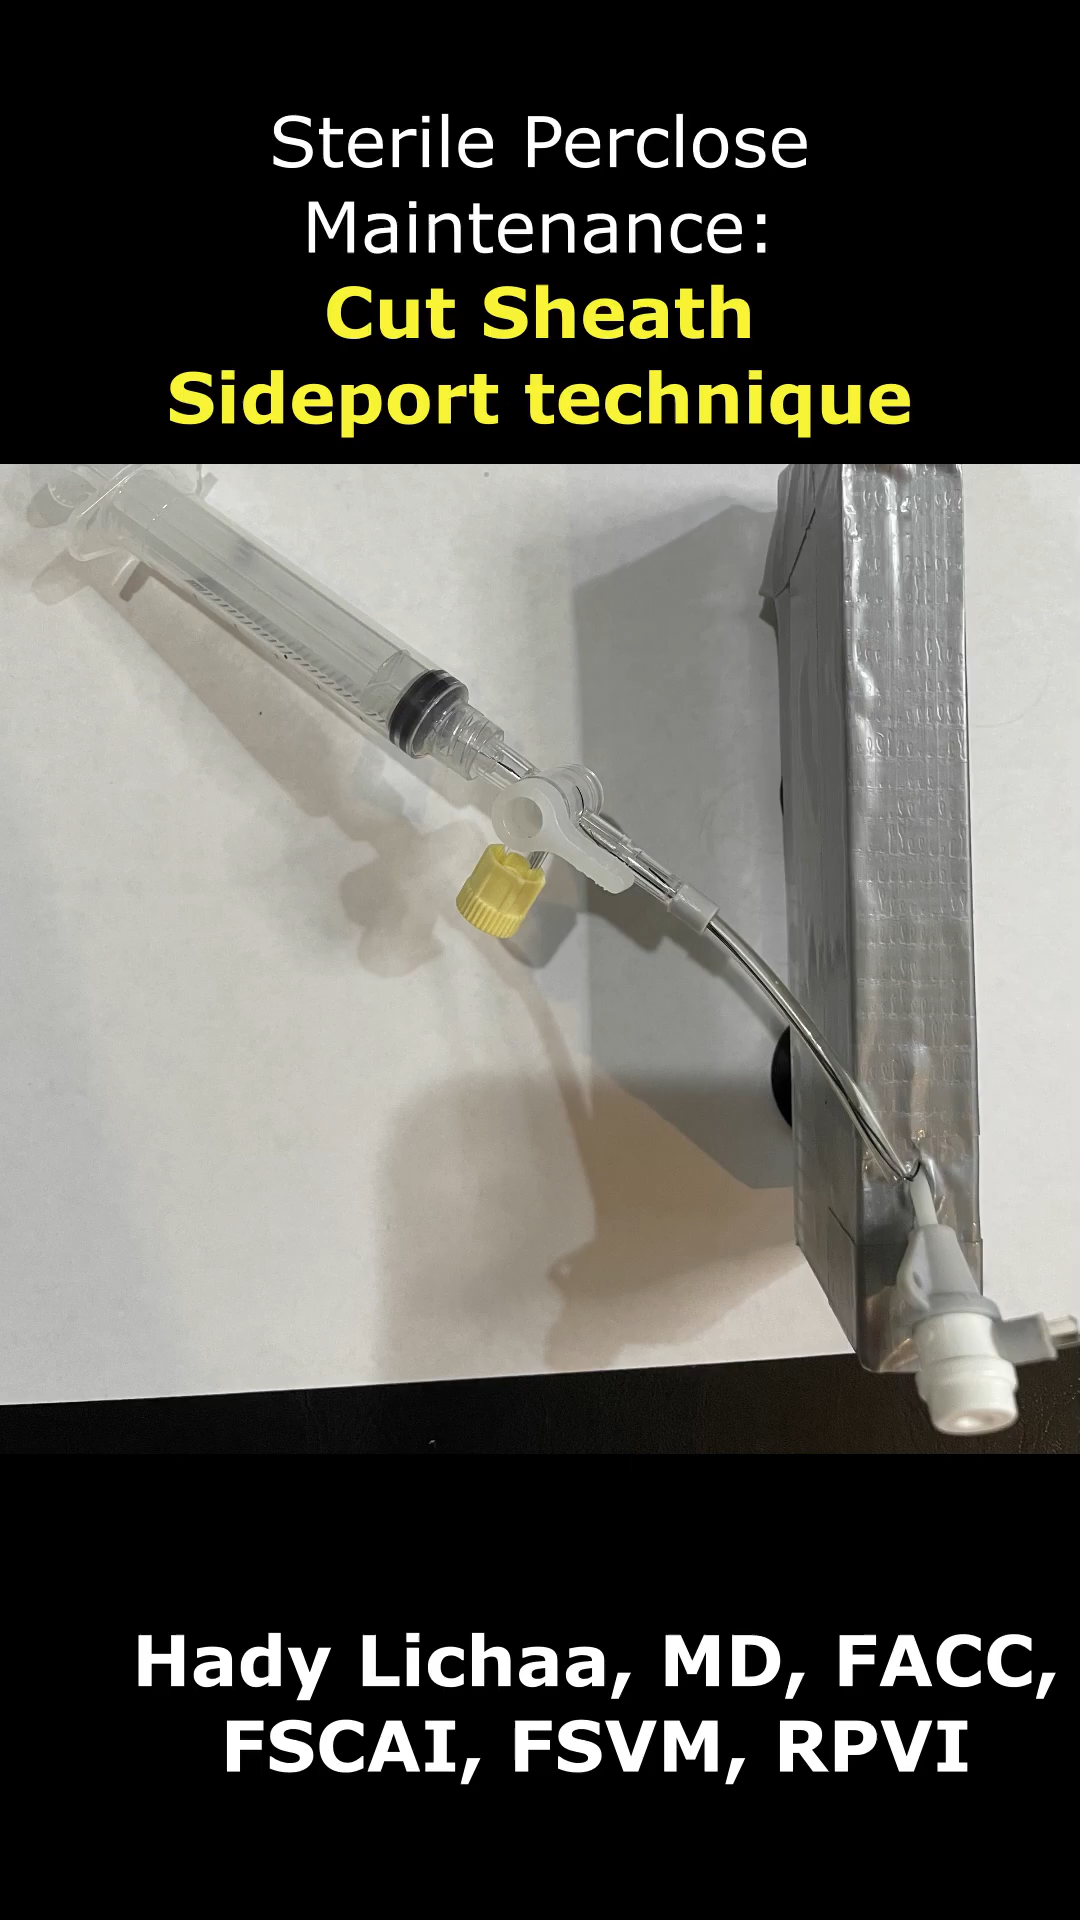 Sterile Perclose
Maintenance:
Cut Sheath
Sideport technique
Hady Lichaa, MD, FACC,
FSCAI, FSVM, RPVI